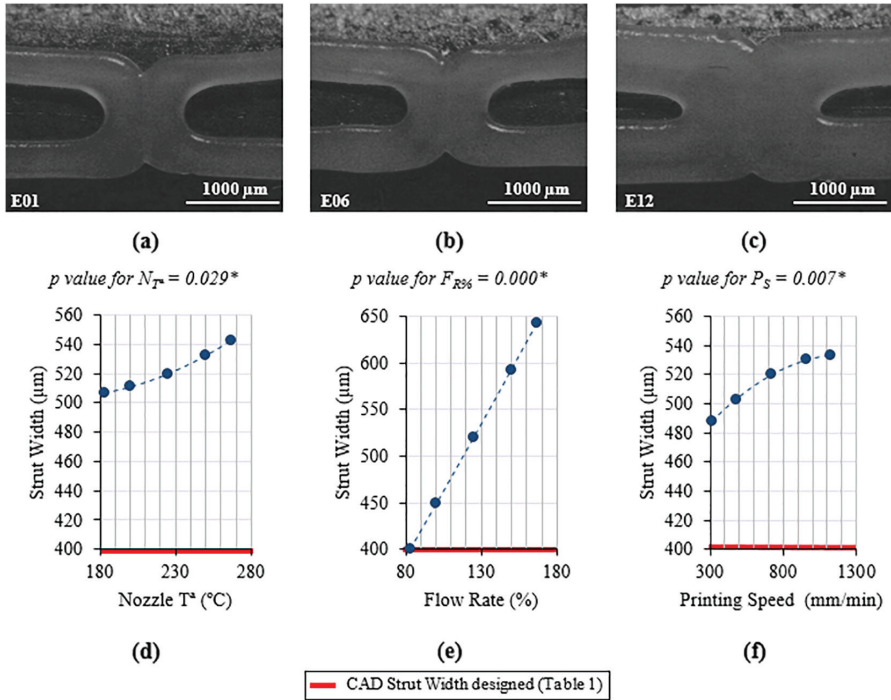 E01
1000 µm
E06
1000 µm
E12
1000 µm
(a)
(b)
(c)
p value for N_Tª = 0.029*
p value for F_R% = 0.000*
p value for P_S = 0.007*
560
540
520
500
480
460
440
420
400
180
230
280
Strut Width (µm)
Nozzle Tª (°C)
650
600
550
500
450
400
80
130
180
Strut Width (µm)
Flow Rate (%)
560
540
520
500
480
460
440
420
400
300
800
1300
Strut Width (µm)
Printing Speed (mm/min)
(d)
(e)
(f)
CAD Strut Width designed (Table 1)